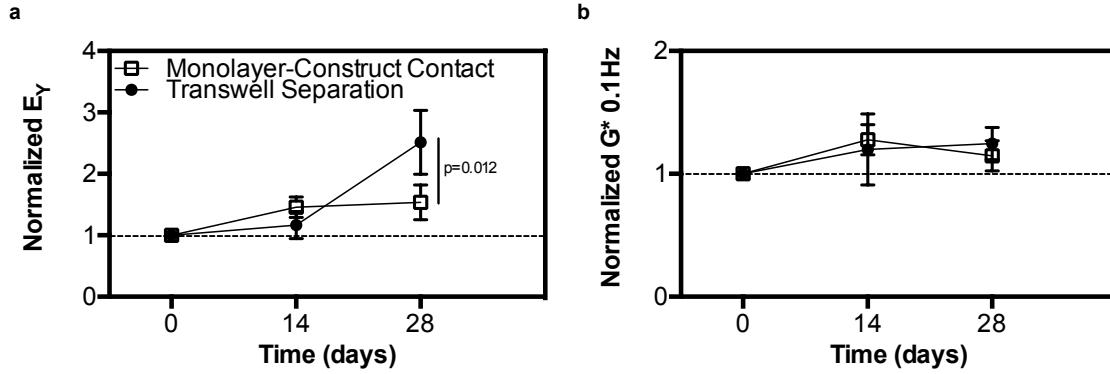 a
Normalized E_Y
4
3
2
1
0
Monolayer-Construct Contact
Transwell Separation
p=0.012
0 14 28
Time (days)
b
Normalized G* 0.1Hz
2
1
0
0 14 28
Time (days)